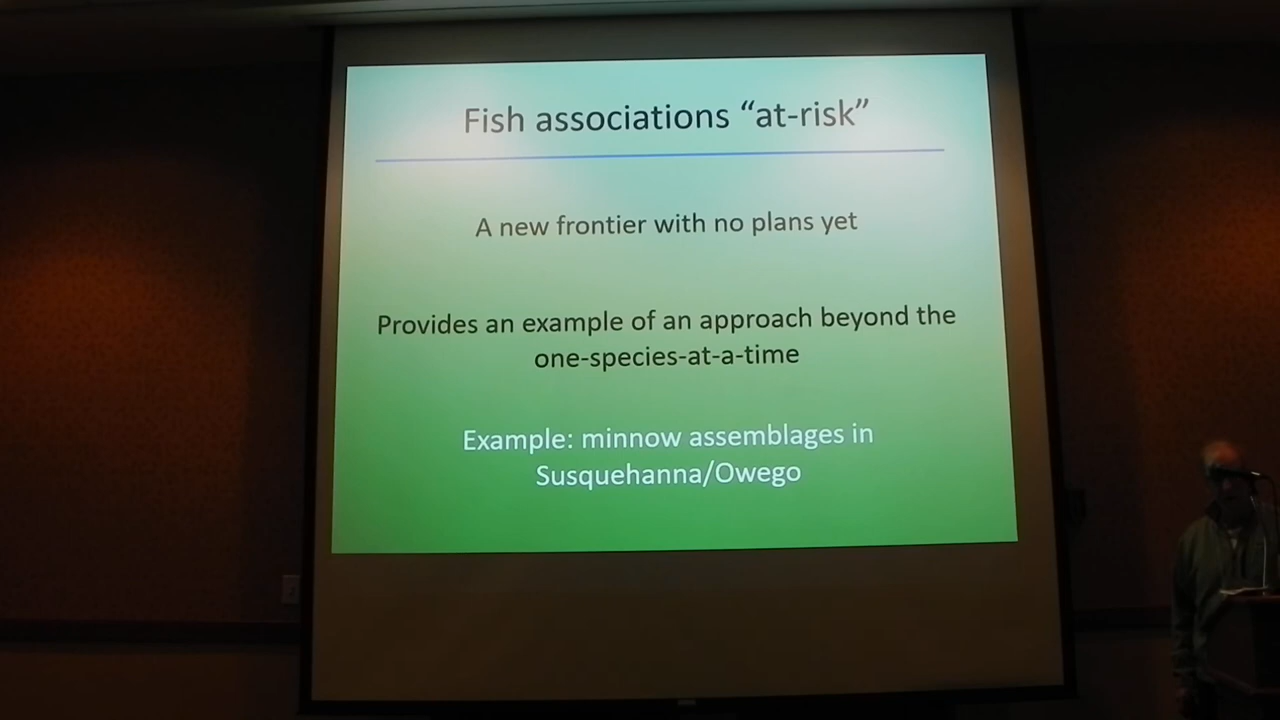 Fish associations “at-risk”
A new frontier with no plans yet
Provides an example of an approach beyond the
one-species-at-a-time
Example: minnow assemblages in
Susquehanna/Owego